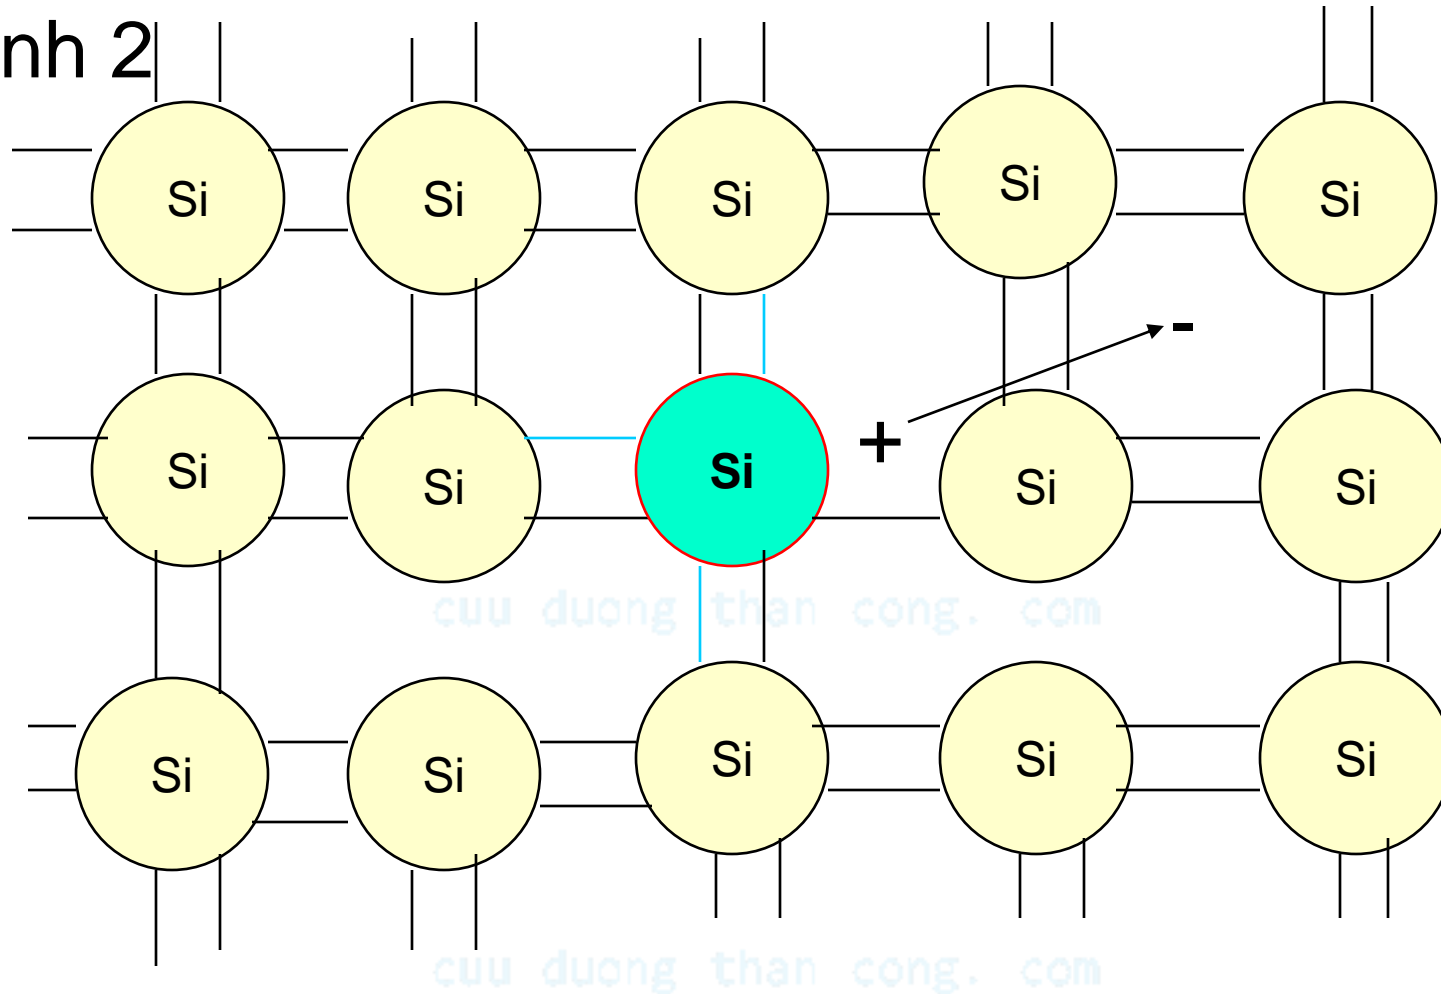 nh 2
Si Si Si Si Si
-
+
Si Si Si Si Si
cuu duong than cong. com
Si Si Si Si Si
cuu duong than cong. com